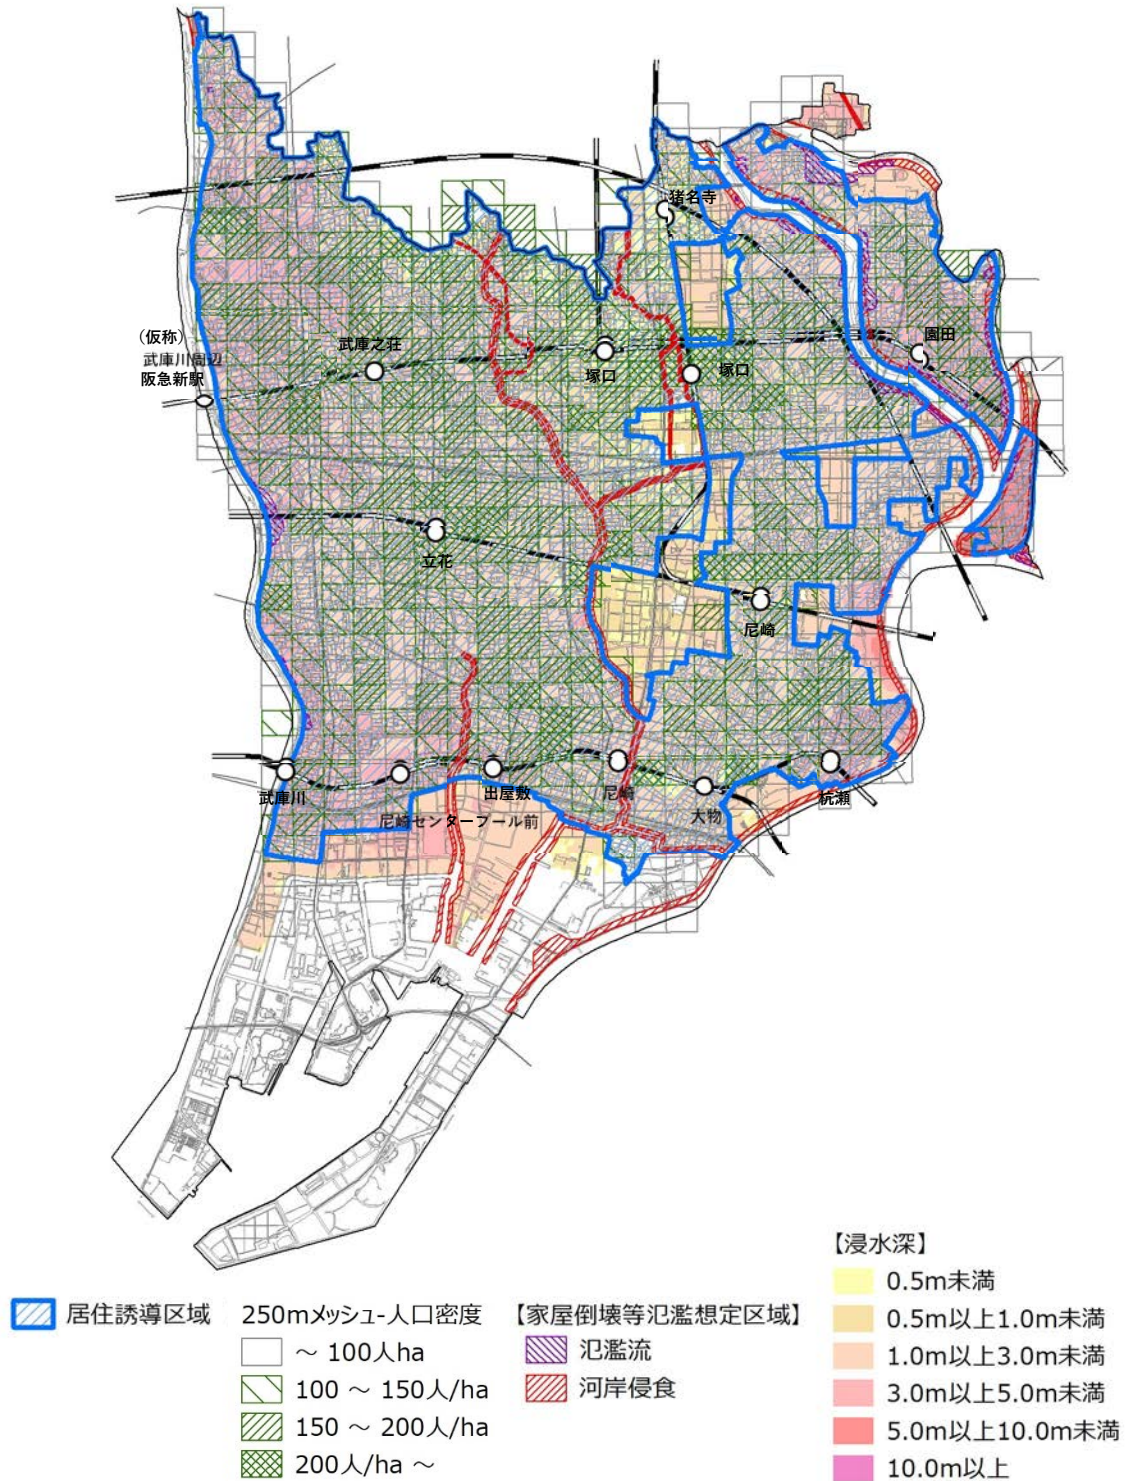 猪名寺
(仮称)
武庫川周辺
阪急新駅
武庫之荘
塚口
塚口
園田
立花
尼崎
武庫川
尼崎センタープール前
出屋敷
尼崎
大物
杭瀬
居住誘導区域
250mメッシュ-人口密度
～ 100人ha
100 ～ 150人/ha
150 ～ 200人/ha
200人/ha ～
【家屋倒壊等氾濫想定区域】
氾濫流
河岸侵食
【浸水深】
0.5m未満
0.5m以上1.0m未満
1.0m以上3.0m未満
3.0m以上5.0m未満
5.0m以上10.0m未満
10.0m以上